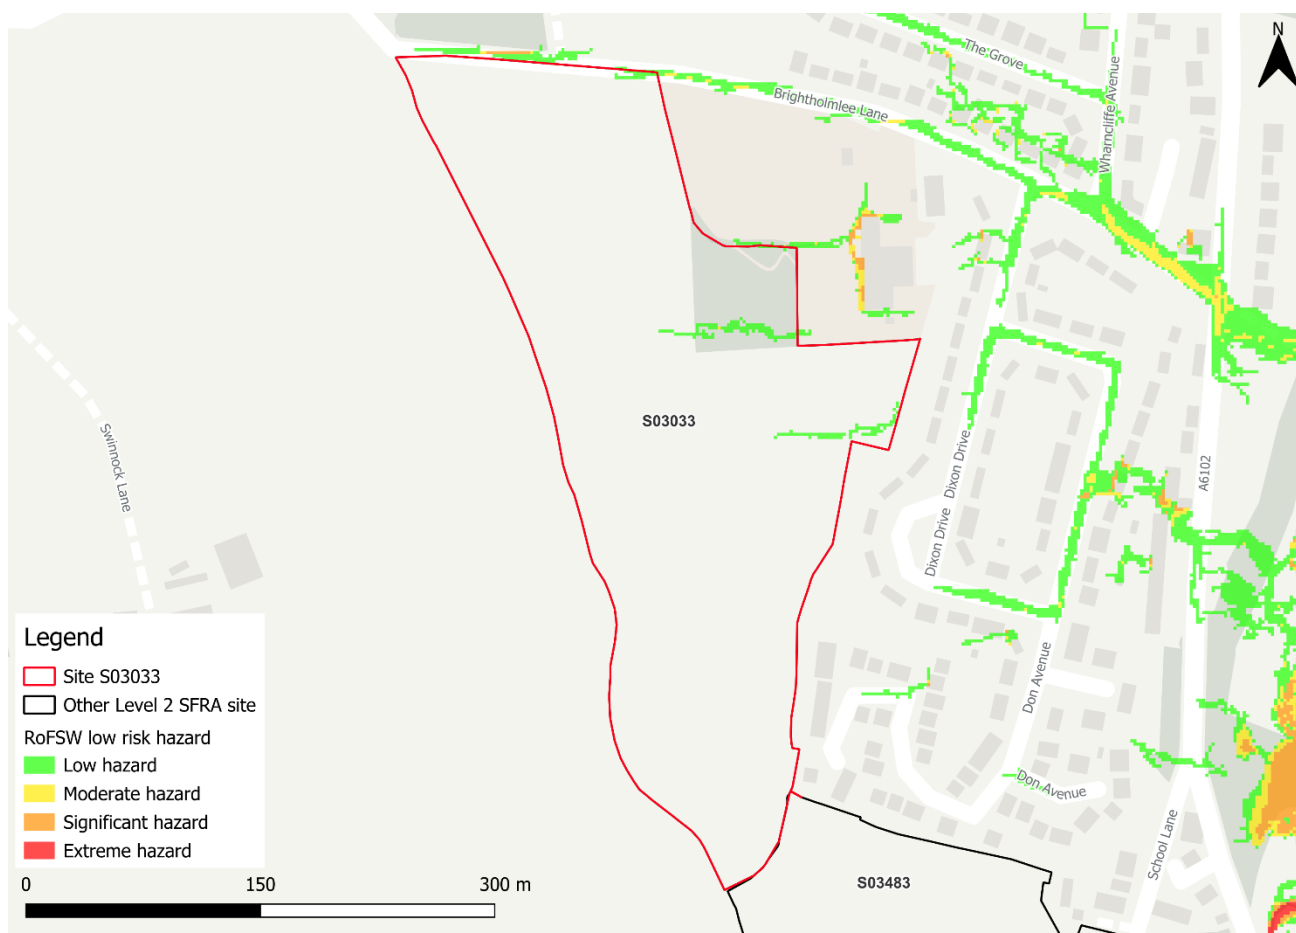 N
The Grove
Wharncliffe Avenue
Brightholmlee Lane
S03033
Swinnock Lane
Dixon Drive
Dixon Drive
A6102
Don Avenue
Don Avenue
School Lane
S03483
Legend
Site S03033
Other Level 2 SFRA site
RoFSW low risk hazard
Low hazard
Moderate hazard
Significant hazard
Extreme hazard
0 150 300 m